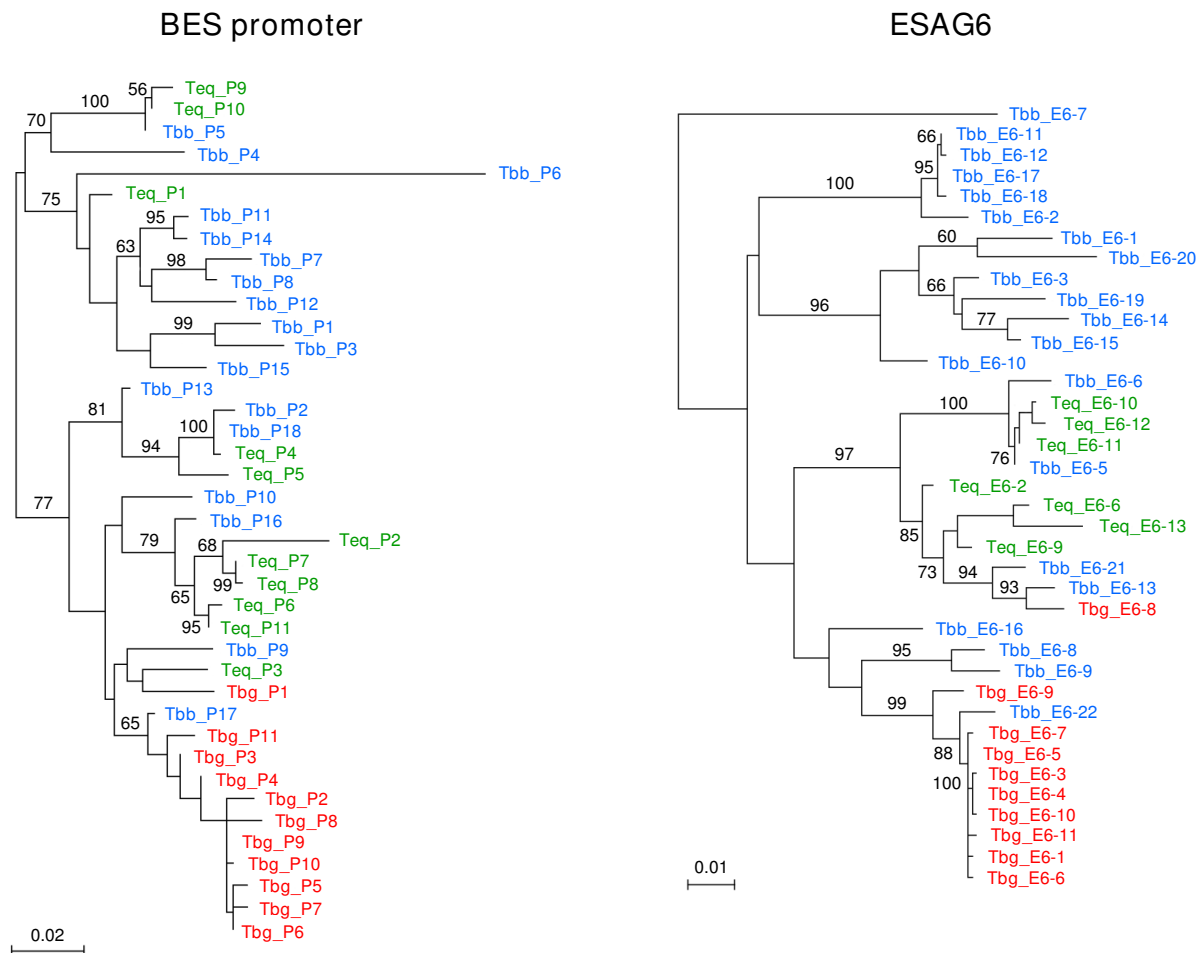 BES promoter
56
Teq_P9
100
Teq_P10
70
Tbb_P5
Tbb_P4
Tbb_P6
75
Teq_P1
95
Tbb_P11
Tbb_P14
63
98
Tbb_P7
Tbb_P8
Tbb_P12
99
Tbb_P1
Tbb_P3
Tbb_P15
Tbb_P13
81
Tbb_P2
100
Tbb_P18
94
Teq_P4
Teq_P5
77
Tbb_P10
Tbb_P16
79
68
Teq_P2
Teq_P7
99
Teq_P8
65
Teq_P6
95
Teq_P11
Tbb_P9
Teq_P3
Tbg_P1
65
Tbb_P17
Tbg_P11
Tbg_P3
Tbg_P4
Tbg_P2
Tbg_P8
Tbg_P9
Tbg_P10
Tbg_P5
Tbg_P7
Tbg_P6
0.02
ESAG6
Tbb_E6-7
66
Tbb_E6-11
Tbb_E6-12
95
Tbb_E6-17
100
Tbb_E6-18
Tbb_E6-2
60
Tbb_E6-1
Tbb_E6-20
66
Tbb_E6-3
Tbb_E6-19
96
77
Tbb_E6-14
Tbb_E6-15
Tbb_E6-10
Tbb_E6-6
100
Teq_E6-10
Teq_E6-12
Teq_E6-11
97
76
Tbb_E6-5
Teq_E6-2
Teq_E6-6
Teq_E6-13
85
Teq_E6-9
73
94
Tbb_E6-21
93
Tbb_E6-13
Tbg_E6-8
Tbb_E6-16
95
Tbb_E6-8
Tbb_E6-9
99
Tbg_E6-9
Tbb_E6-22
Tbg_E6-7
88
Tbg_E6-5
100
Tbg_E6-3
Tbg_E6-4
Tbg_E6-10
Tbg_E6-11
Tbg_E6-1
Tbg_E6-6
0.01